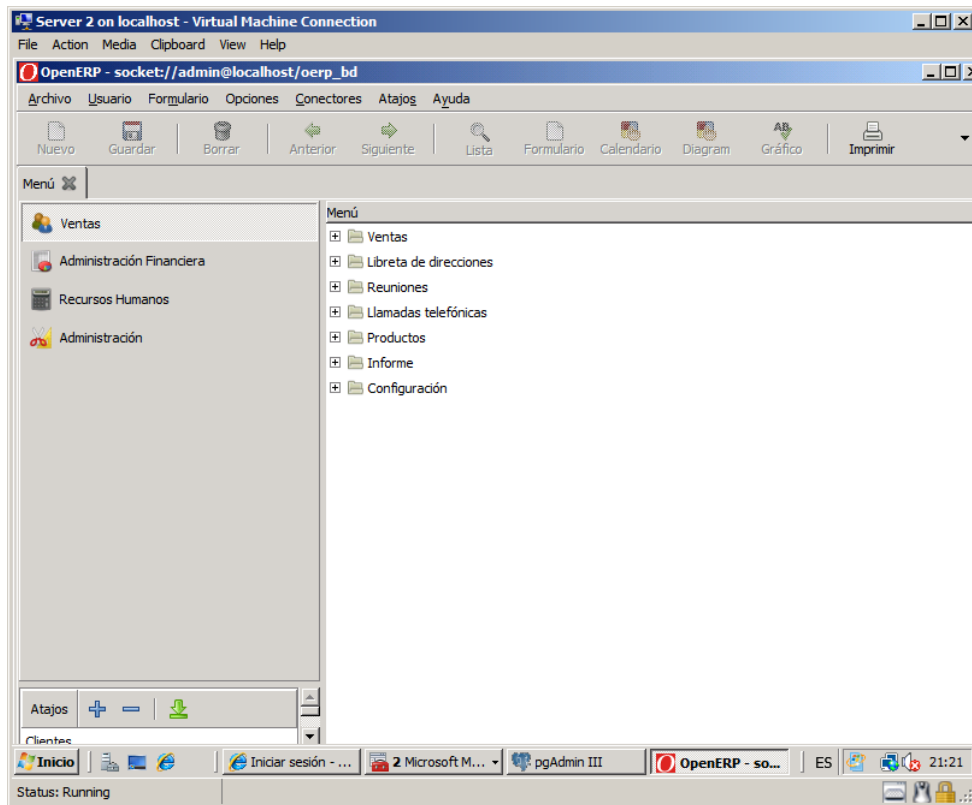 Server 2 on localhost - Virtual Machine Connection
File Action Media Clipboard View Help
OpenERP - socket://admin@localhost/oerp_bd
Archivo Usuario Formulario Opciones Conectores Atajos Ayuda
Nuevo Guardar Borrar Anterior Siguiente Lista Formulario Calendario Diagram Gráfico Imprimir
Menú
Ventas
Administración Financiera
Recursos Humanos
Administración
Menú
Ventas
Libreta de direcciones
Reuniones
Llamadas telefónicas
Productos
Informe
Configuración
Atajos
Clientes
Inicio Iniciar sesión - ... 2 Microsoft M... pgAdmin III OpenERP - so... ES 21:21
Status: Running